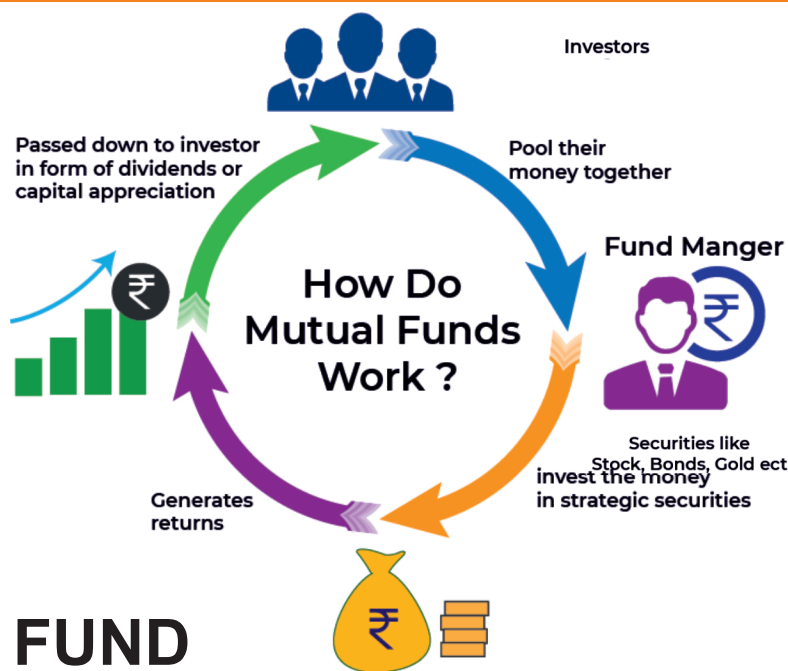 Investors
Passed down to investor
in form of dividends or
capital appreciation
Pool their
money together
Fund Manger
₹
₹
How Do
Mutual Funds
Work ?
Securities like
Stock, Bonds, Gold ect
invest the money
in strategic securities
Generates
returns
₹
FUND